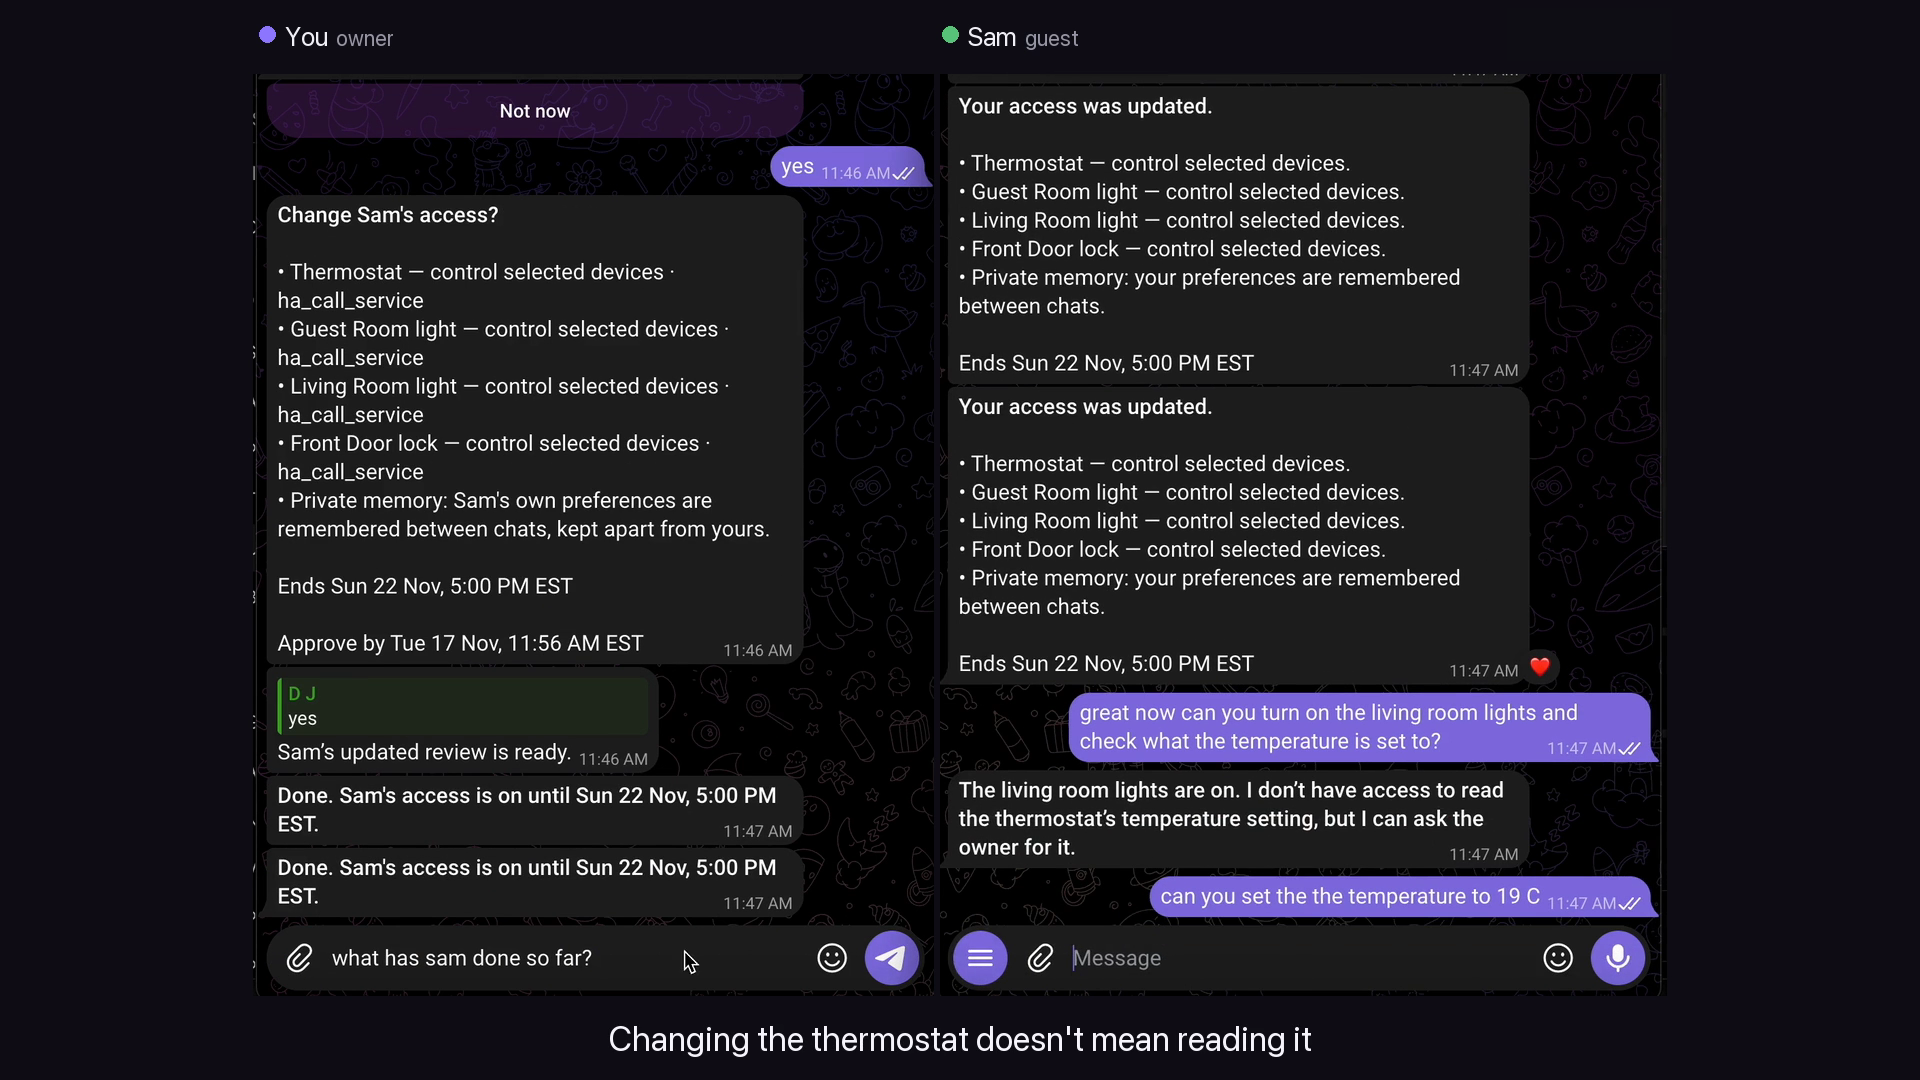 You owner
Not now
yes 11:46 AM
Change Sam's access?
• Thermostat — control selected devices ·
ha_call_service
• Guest Room light — control selected devices ·
ha_call_service
• Living Room light — control selected devices ·
ha_call_service
• Front Door lock — control selected devices ·
ha_call_service
• Private memory: Sam's own preferences are
remembered between chats, kept apart from yours.
Ends Sun 22 Nov, 5:00 PM EST
Approve by Tue 17 Nov, 11:56 AM EST 11:46 AM
D J
yes
Sam’s updated review is ready. 11:46 AM
Done. Sam's access is on until Sun 22 Nov, 5:00 PM
EST. 11:47 AM
Done. Sam's access is on until Sun 22 Nov, 5:00 PM
EST. 11:47 AM
what has sam done so far?
Sam guest
Your access was updated.
• Thermostat — control selected devices.
• Guest Room light — control selected devices.
• Living Room light — control selected devices.
• Front Door lock — control selected devices.
• Private memory: your preferences are remembered
between chats.
Ends Sun 22 Nov, 5:00 PM EST 11:47 AM
Your access was updated.
• Thermostat — control selected devices.
• Guest Room light — control selected devices.
• Living Room light — control selected devices.
• Front Door lock — control selected devices.
• Private memory: your preferences are remembered
between chats.
Ends Sun 22 Nov, 5:00 PM EST 11:47 AM
great now can you turn on the living room lights and
check what the temperature is set to? 11:47 AM
The living room lights are on. I don’t have access to read
the thermostat’s temperature setting, but I can ask the
owner for it. 11:47 AM
can you set the the temperature to 19 C 11:47 AM
Message
Changing the thermostat doesn't mean reading it